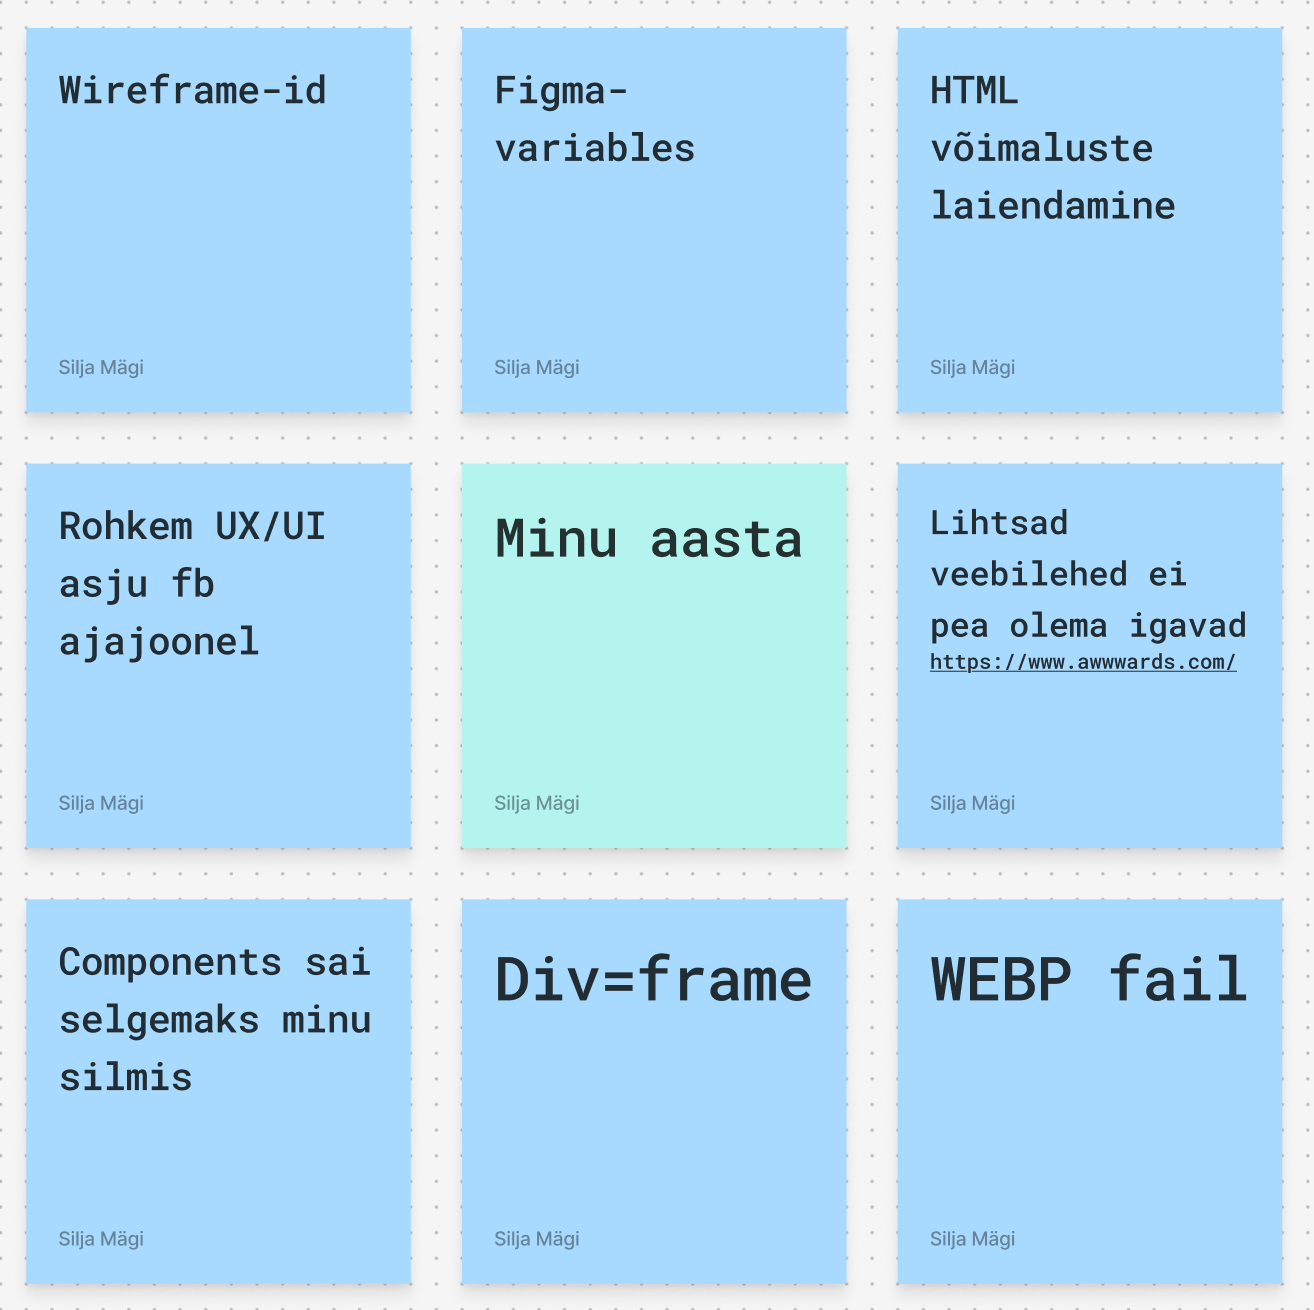 Wireframe-id
Silja Mägi
Figma-
variables
Silja Mägi
HTML
võimaluste
laiendamine
Silja Mägi
Rohkem UX/UI
asju fb
ajajoonel
Silja Mägi
Minu aasta
Silja Mägi
Lihtsad
veebilehed ei
pea olema igavad
https://www.awwwards.com/
Silja Mägi
Components sai
selgemaks minu
silmis
Silja Mägi
Div=frame
Silja Mägi
WEBP fail
Silja Mägi